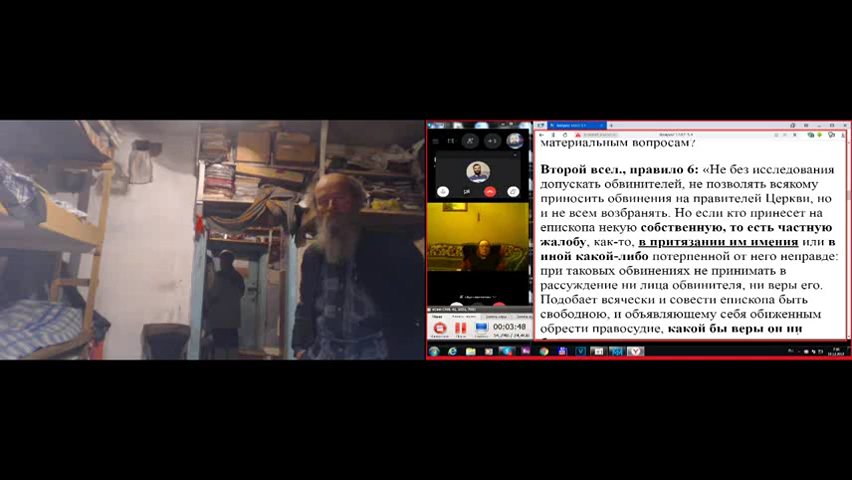 материальным вопросам?
Второй всел., правило 6: «Не без исследования
допускать обвинителей, не позволять всякому
приносить обвинения на правителей Церкви, но
и не всем возбранять. Но если кто принесет на
епископа некую собственную, то есть частную
жалобу, как-то, в притязании им имения или в
иной какой-либо потерпенной от него неправде:
при таковых обвинениях не принимать в
рассуждение ни лица обвинителя, ни веры его.
Подобает всячески и совести епископа быть
свободною, и объявляющему себя обиженным
обрести правосудие, какой бы веры он ни
00:03:48